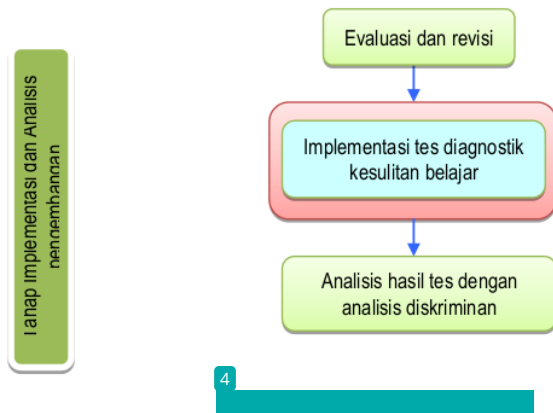 Evaluasi dan revisi
Implementasi tes diagnostik
kesulitan belajar
Analisis hasil tes dengan
analisis diskriminan
Tahap Implementasi dan Analisis
pengembangan
4